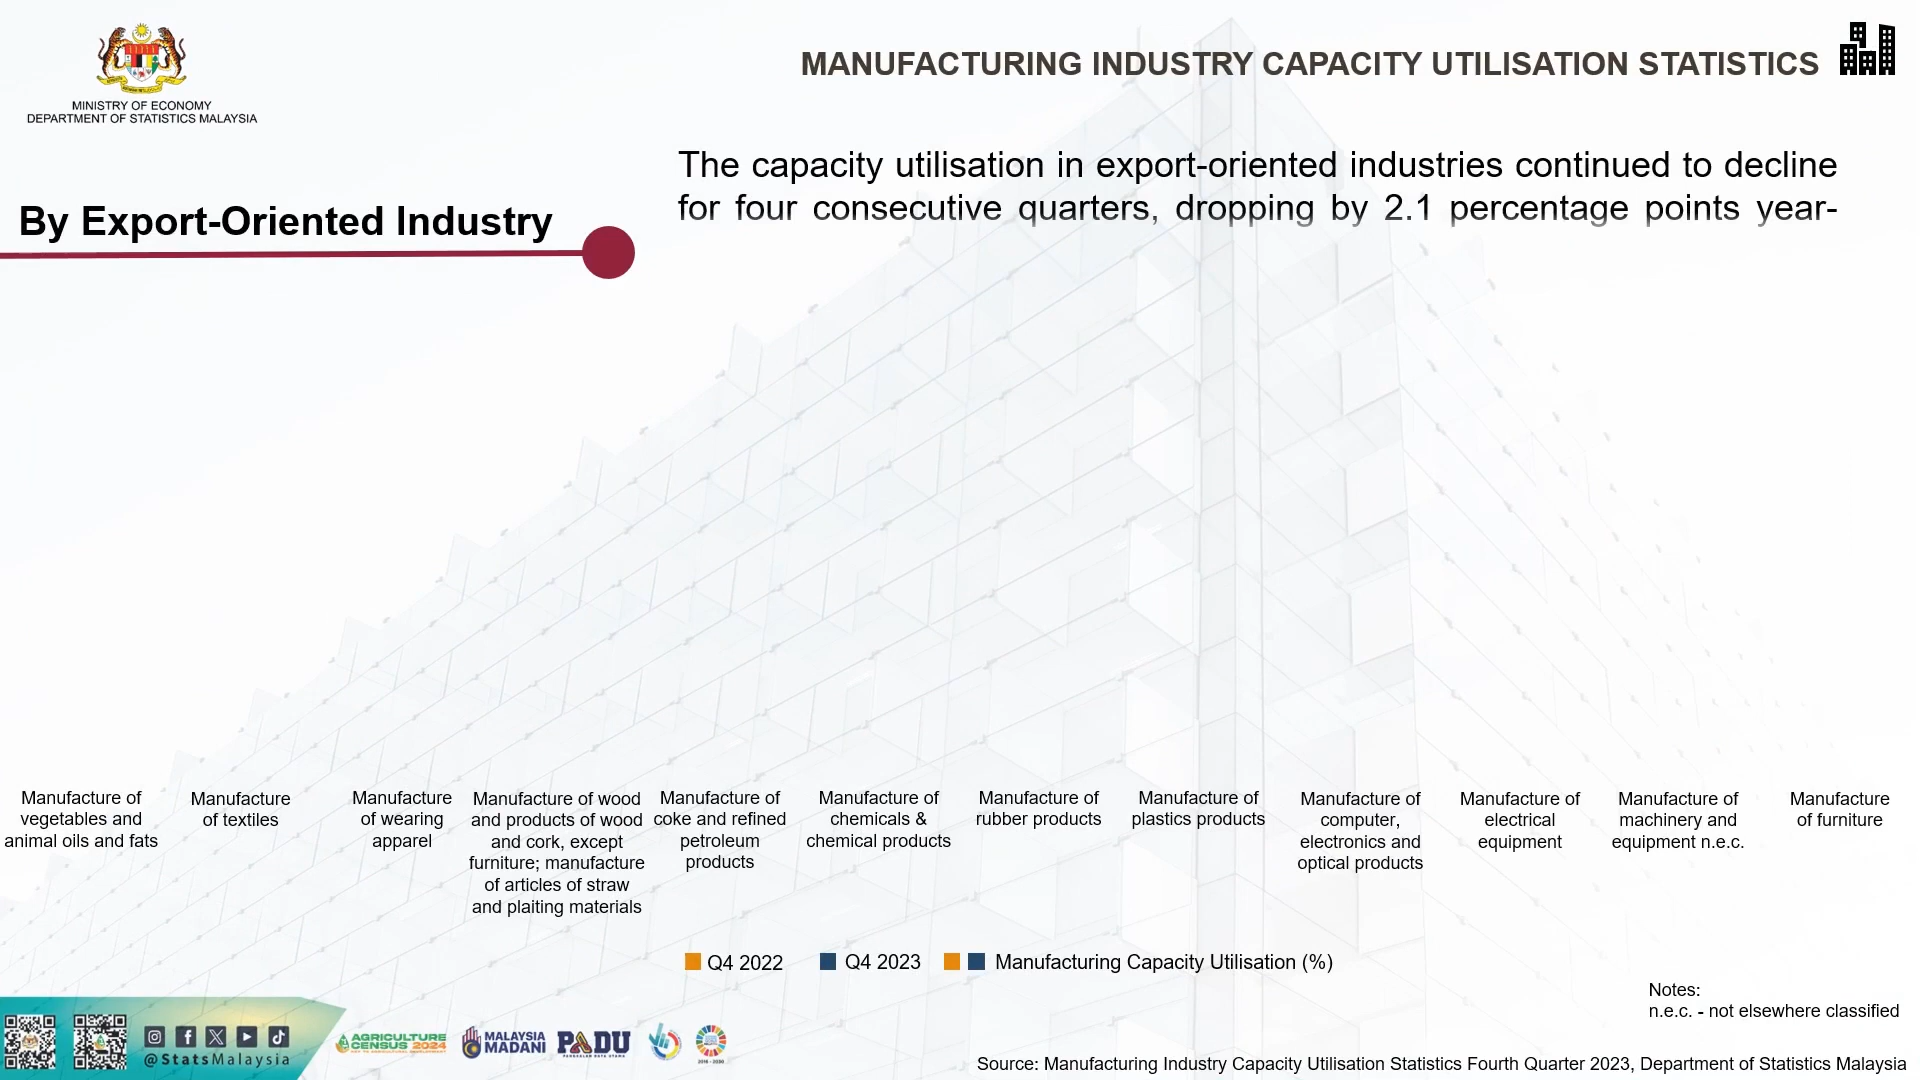 MINISTRY OF ECONOMY
DEPARTMENT OF STATISTICS MALAYSIA
MANUFACTURING INDUSTRY CAPACITY UTILISATION STATISTICS
By Export-Oriented Industry
The capacity utilisation in export-oriented industries continued to decline
for four consecutive quarters, dropping by 2.1 percentage points year-
Manufacture of
vegetables and
animal oils and fats
Manufacture
of textiles
Manufacture
of wearing
apparel
Manufacture of wood
and products of wood
and cork, except
furniture; manufacture
of articles of straw
and plaiting materials
Manufacture of
coke and refined
petroleum
products
Manufacture of
chemicals &
chemical products
Manufacture of
rubber products
Manufacture of
plastics products
Manufacture of
computer,
electronics and
optical products
Manufacture of
electrical
equipment
Manufacture of
machinery and
equipment n.e.c.
Manufacture
of furniture
Q4 2022
Q4 2023
Manufacturing Capacity Utilisation (%)
Notes:
n.e.c. - not elsewhere classified
@StatsMalaysia
AGRICULTURE
CENSUS 2024
MALAYSIA
MADANI
PADU
Source: Manufacturing Industry Capacity Utilisation Statistics Fourth Quarter 2023, Department of Statistics Malaysia